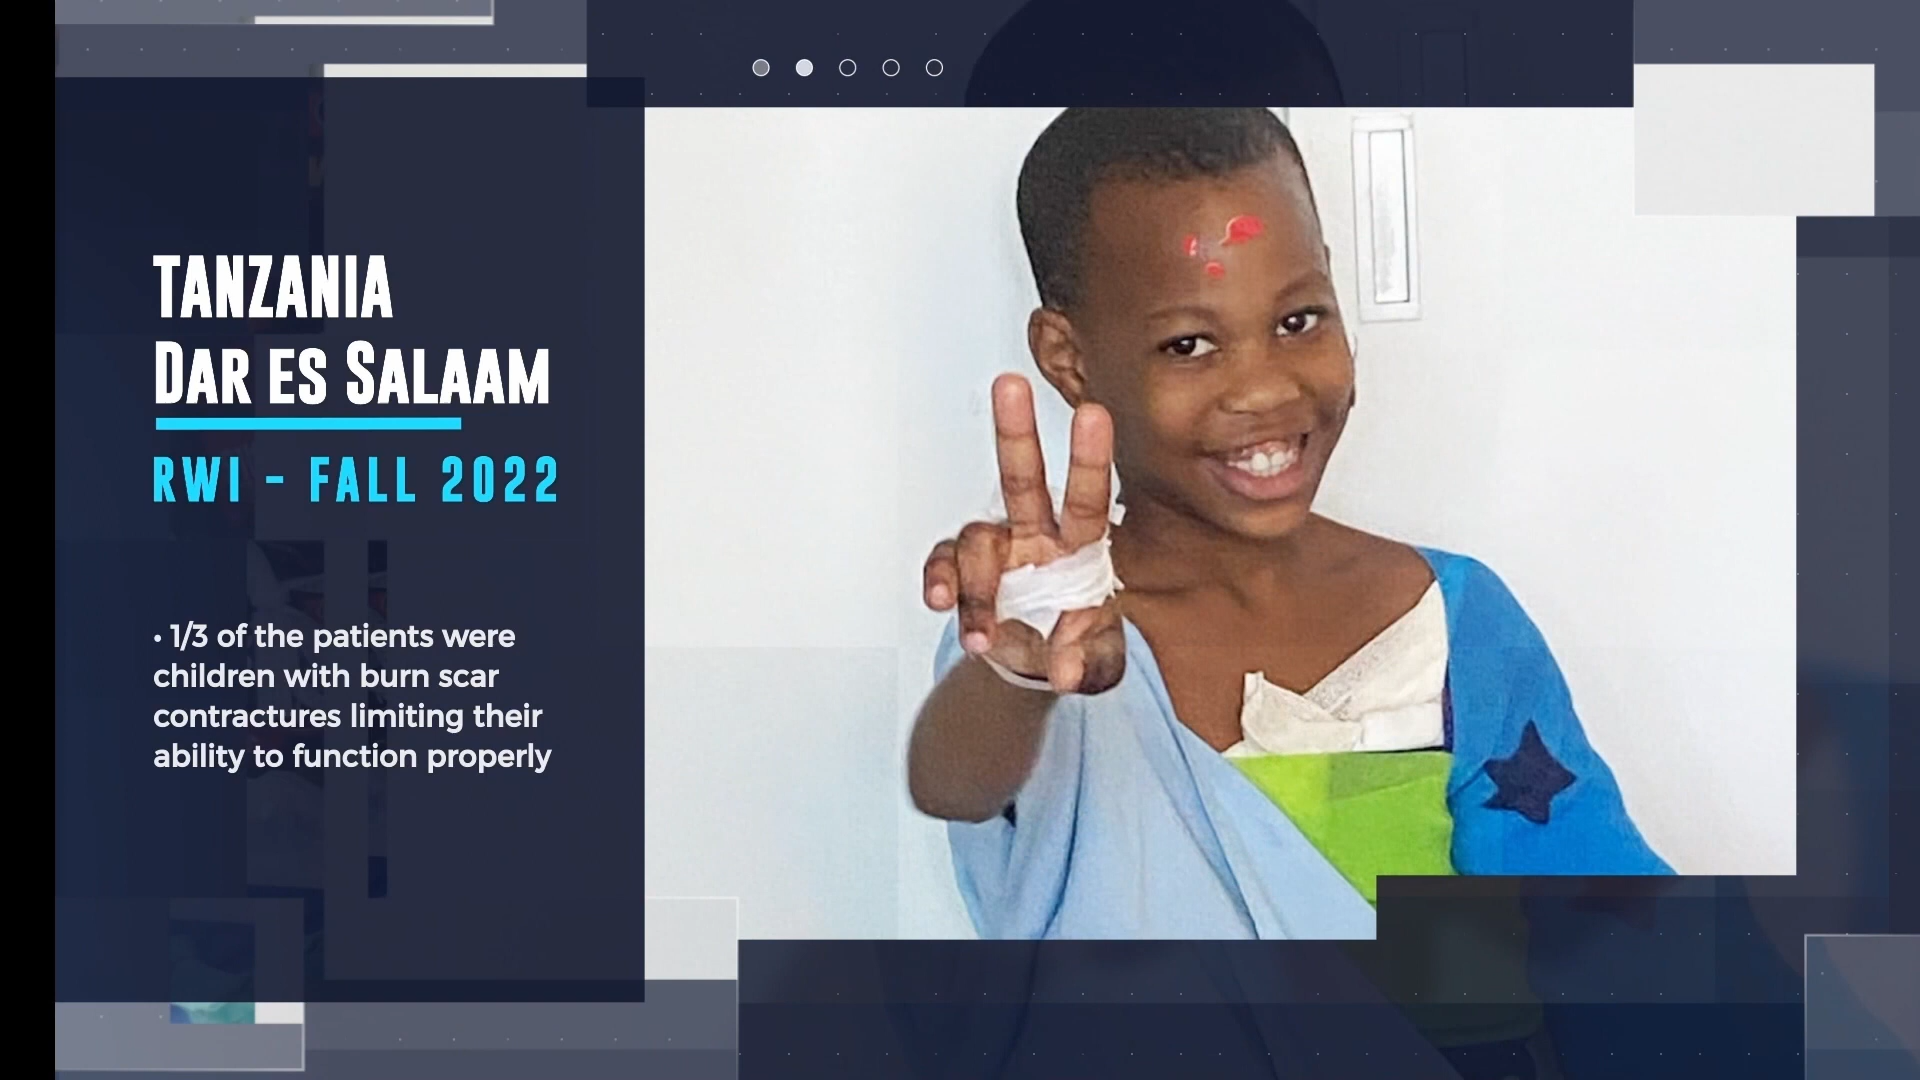 TANZANIA
DAR ES SALAAM
RWI - FALL 2022
• 1/3 of the patients were
children with burn scar
contractures limiting their
ability to function properly